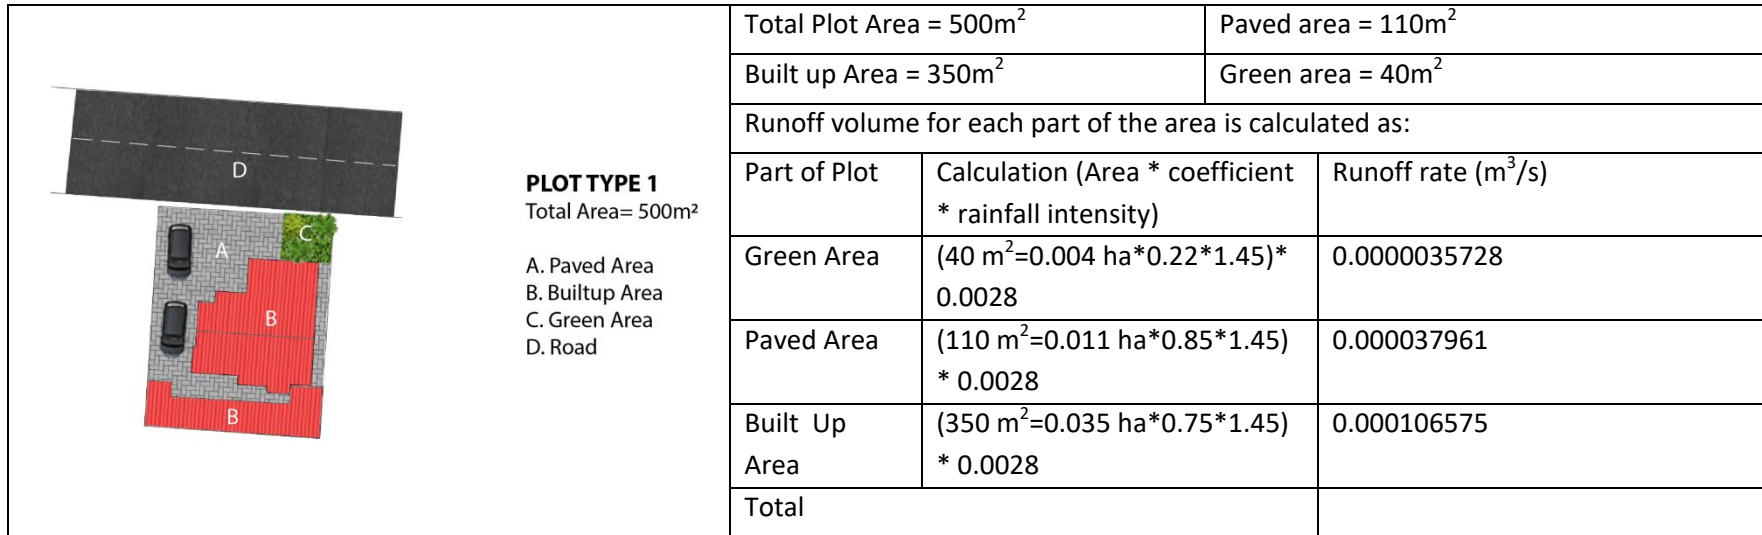 D
C
A
B
B
PLOT TYPE 1
Total Area= 500m²
A. Paved Area
B. Builtup Area
C. Green Area
D. Road
Total Plot Area = 500m²
Paved area = 110m²
Built up Area = 350m²
Green area = 40m²
Runoff volume for each part of the area is calculated as:
Part of Plot
Calculation (Area * coefficient
* rainfall intensity)
Runoff rate (m³/s)
Green Area
(40 m²=0.004 ha*0.22*1.45)*
0.0028
0.0000035728
Paved Area
(110 m²=0.011 ha*0.85*1.45)
* 0.0028
0.000037961
Built Up
Area
(350 m²=0.035 ha*0.75*1.45)
* 0.0028
0.000106575
Total